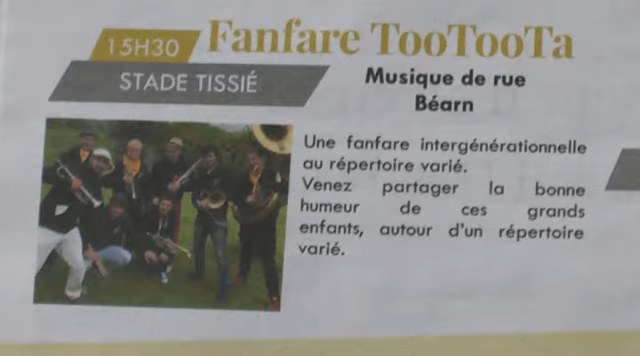 15H30 Fanfare TooTooTa
STADE TISSIÉ
Musique de rue
Béarn
Une fanfare intergénérationnelle
au répertoire varié.
Venez partager la bonne
humeur de ces grands
enfants, autour d'un répertoire
varié.